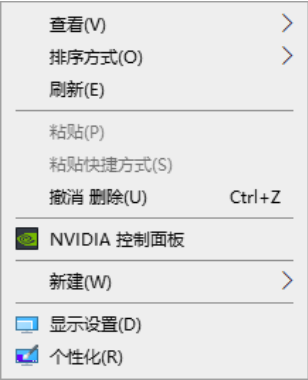 查看(V)
排序方式(O)
刷新(E)
粘贴(P)
粘贴快捷方式(S)
撤消 删除(U) Ctrl+Z
NVIDIA 控制面板
新建(W)
显示设置(D)
个性化(R)